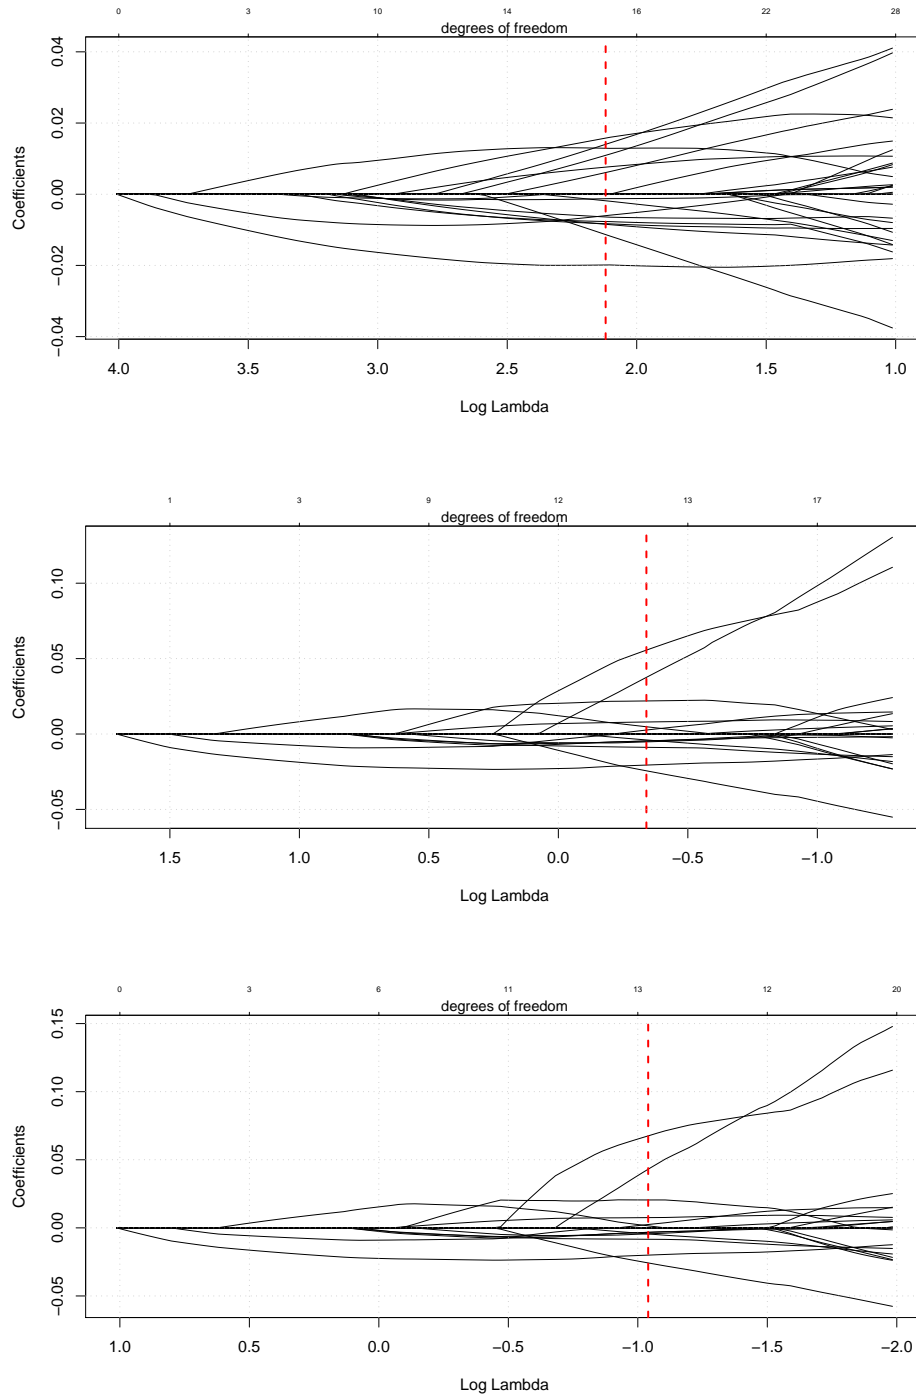 0 3 10 14 16 22 28
degrees of freedom
0.04
0.02
0.00
−0.02
−0.04
Coefficients
4.0 3.5 3.0 2.5 2.0 1.5 1.0
Log Lambda
1 3 9 12 13 17
degrees of freedom
0.10
0.05
0.00
−0.05
Coefficients
1.5 1.0 0.5 0.0 −0.5 −1.0
Log Lambda
0 3 6 11 13 12 20
degrees of freedom
0.15
0.10
0.05
0.00
−0.05
Coefficients
1.0 0.5 0.0 −0.5 −1.0 −1.5 −2.0
Log Lambda